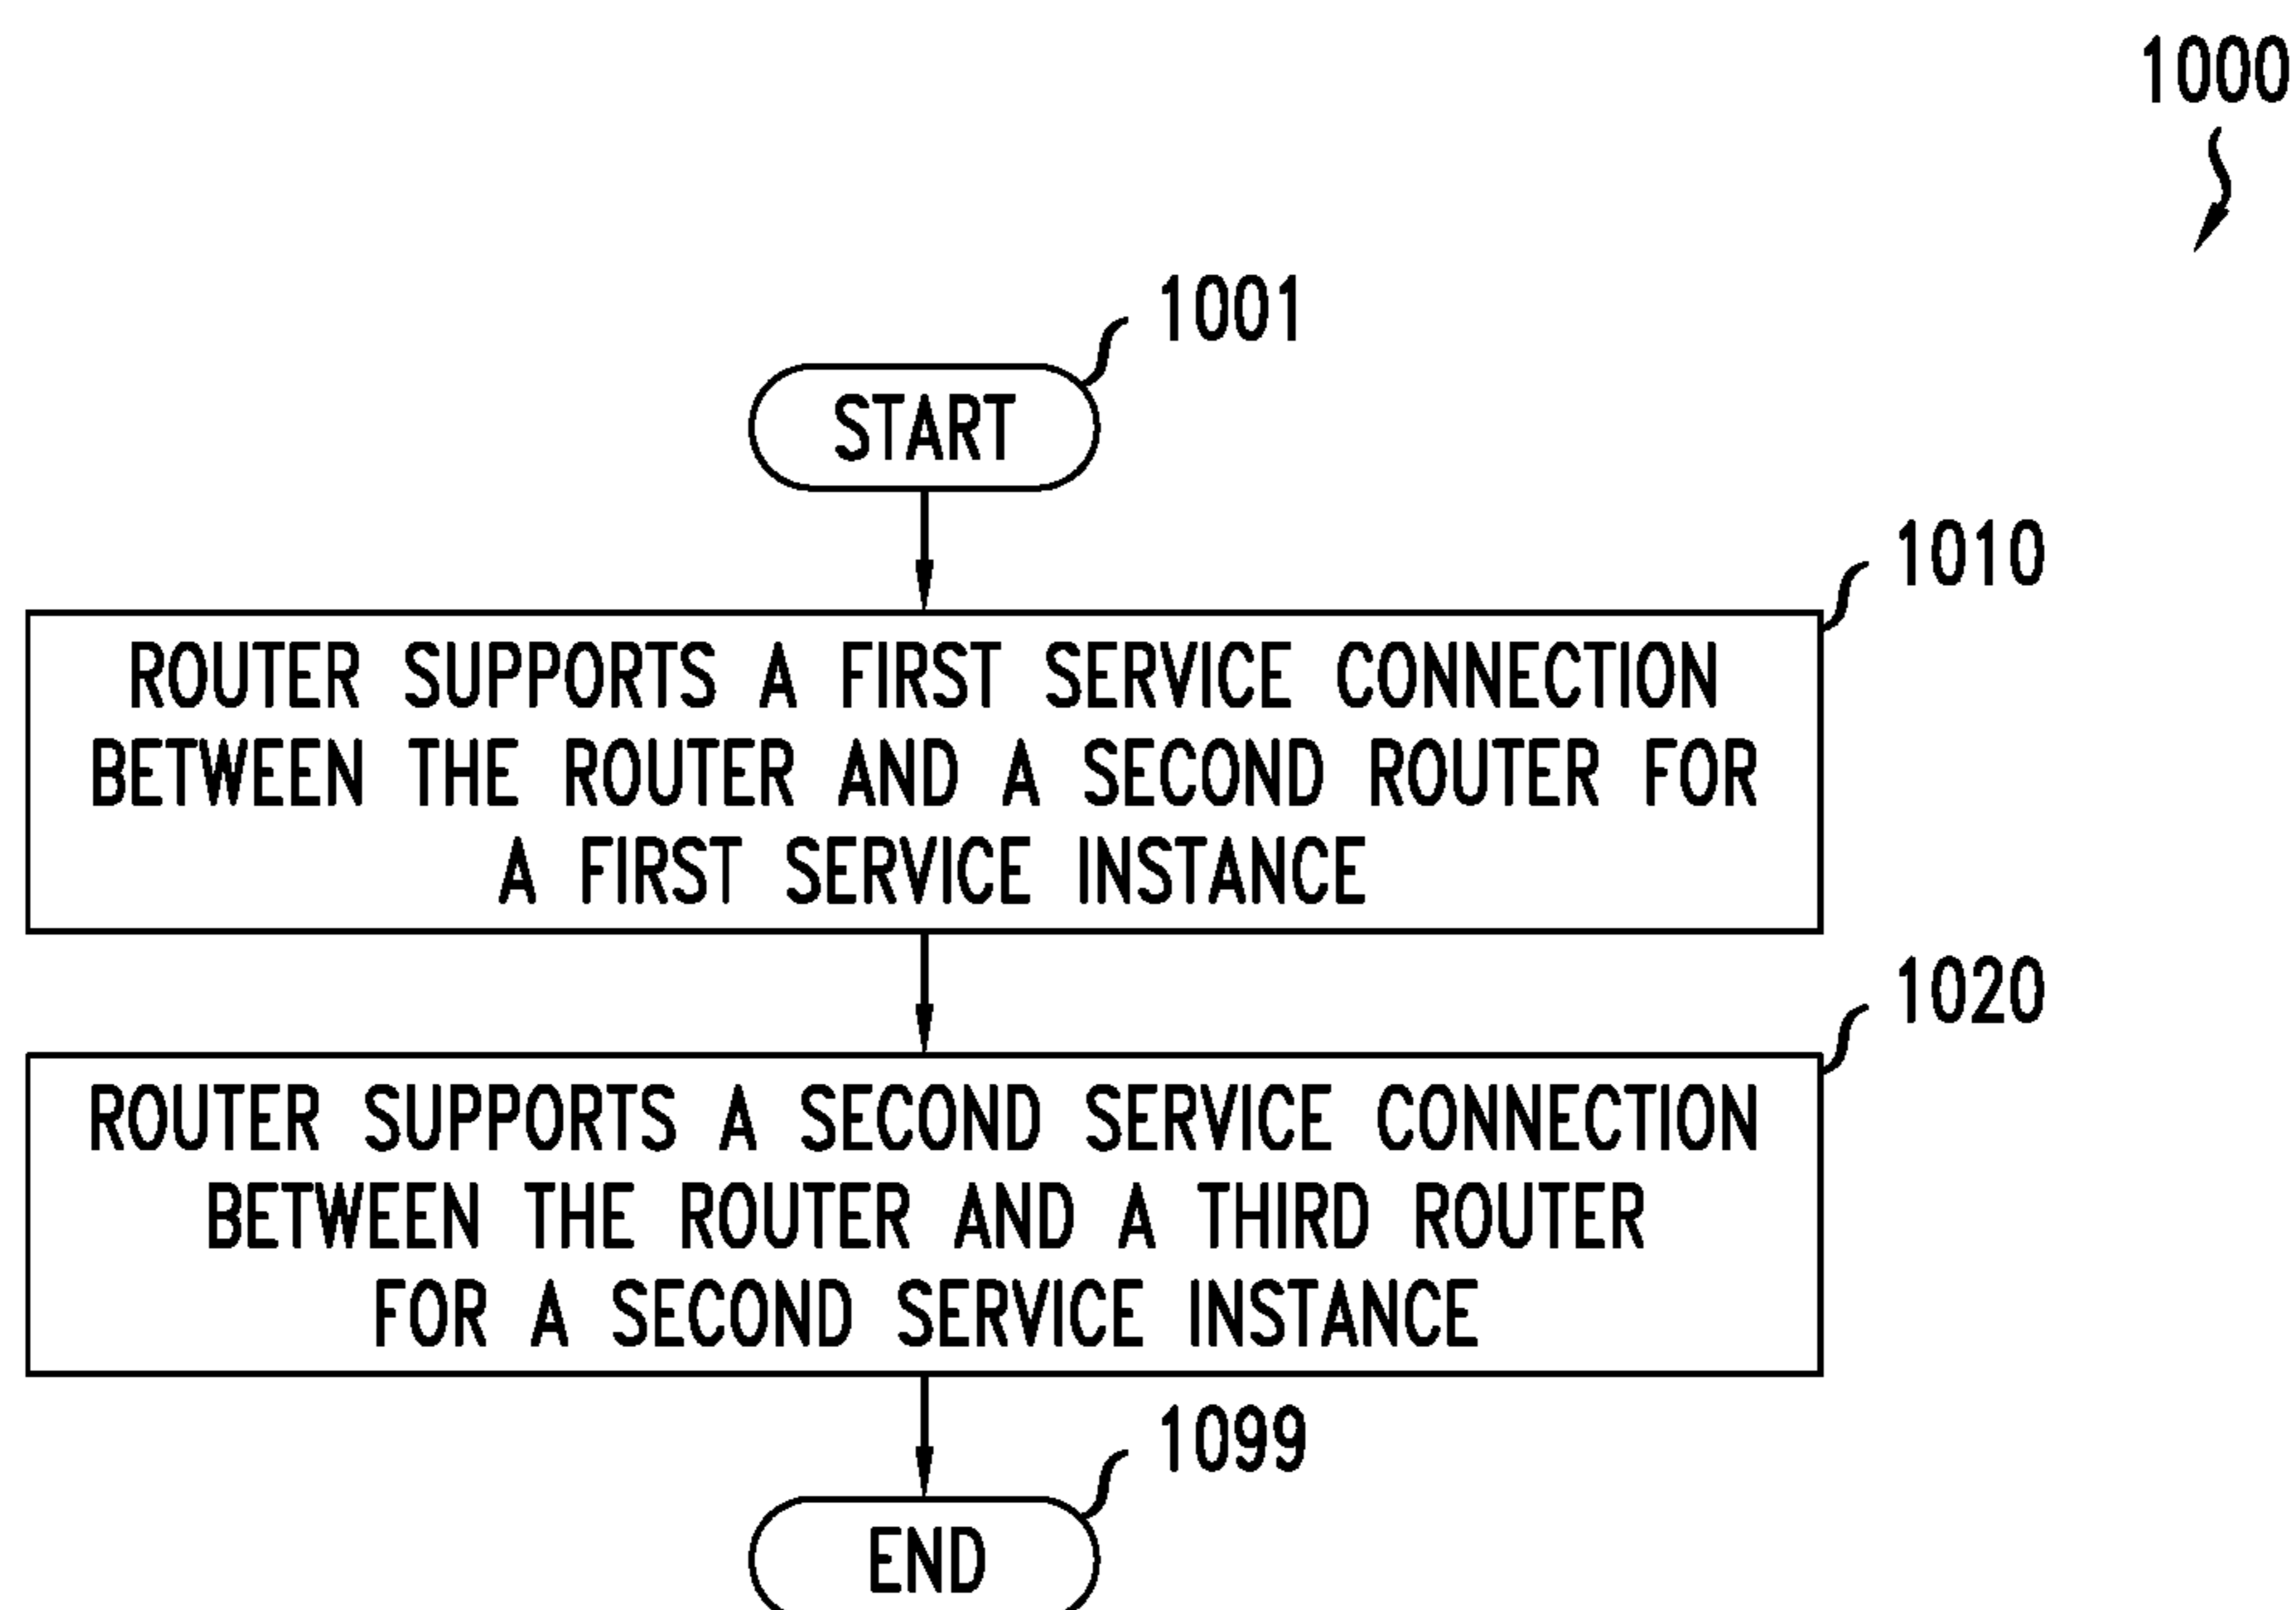 1000
1001
START
1010
ROUTER SUPPORTS A FIRST SERVICE CONNECTION
BETWEEN THE ROUTER AND A SECOND ROUTER FOR
A FIRST SERVICE INSTANCE
1020
ROUTER SUPPORTS A SECOND SERVICE CONNECTION
BETWEEN THE ROUTER AND A THIRD ROUTER
FOR A SECOND SERVICE INSTANCE
1099
END